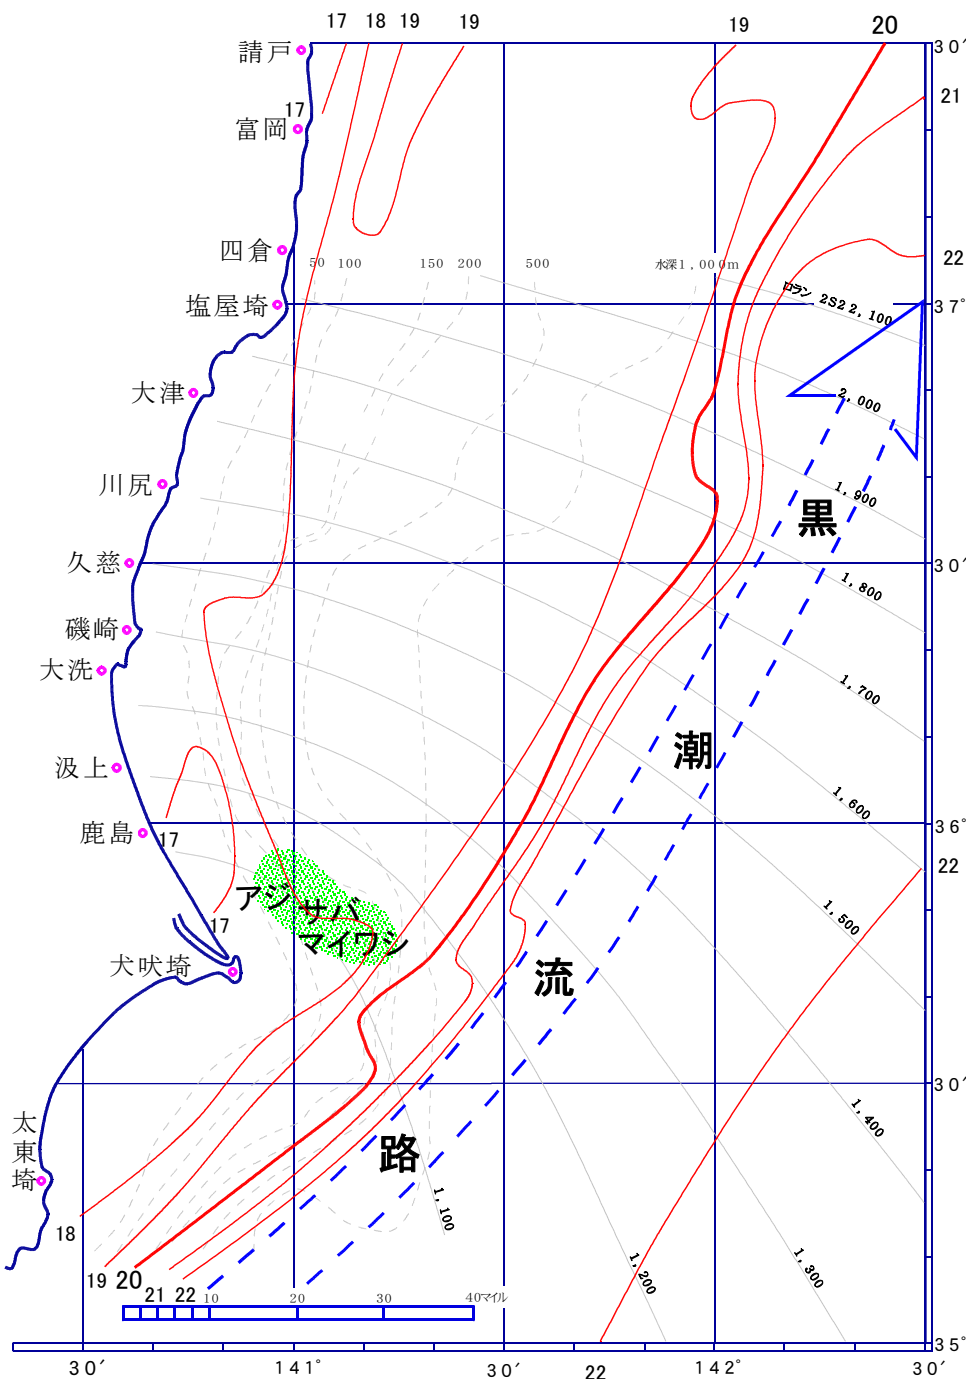 17 18 19 19 19 20
請戸
30′
21
17
富岡
四倉
22
50 100 150 200 500 水深1,000m
ロラン 2S2 2,100
塩屋埼
37°
大津
2,000
川尻
1,900
黒
久慈
30′
1,800
磯崎
大洗
1,700
潮
汲上
1,600
鹿島
17
36°
22
アジ サバ
マイワシ
1,500
17
犬吠埼
流
30′
1,400
太東埼
路
1,100
18
19 20 21 22
1,200
1,300
10 20 30 40マイル
35°
30′ 141° 30′ 22 142° 30′